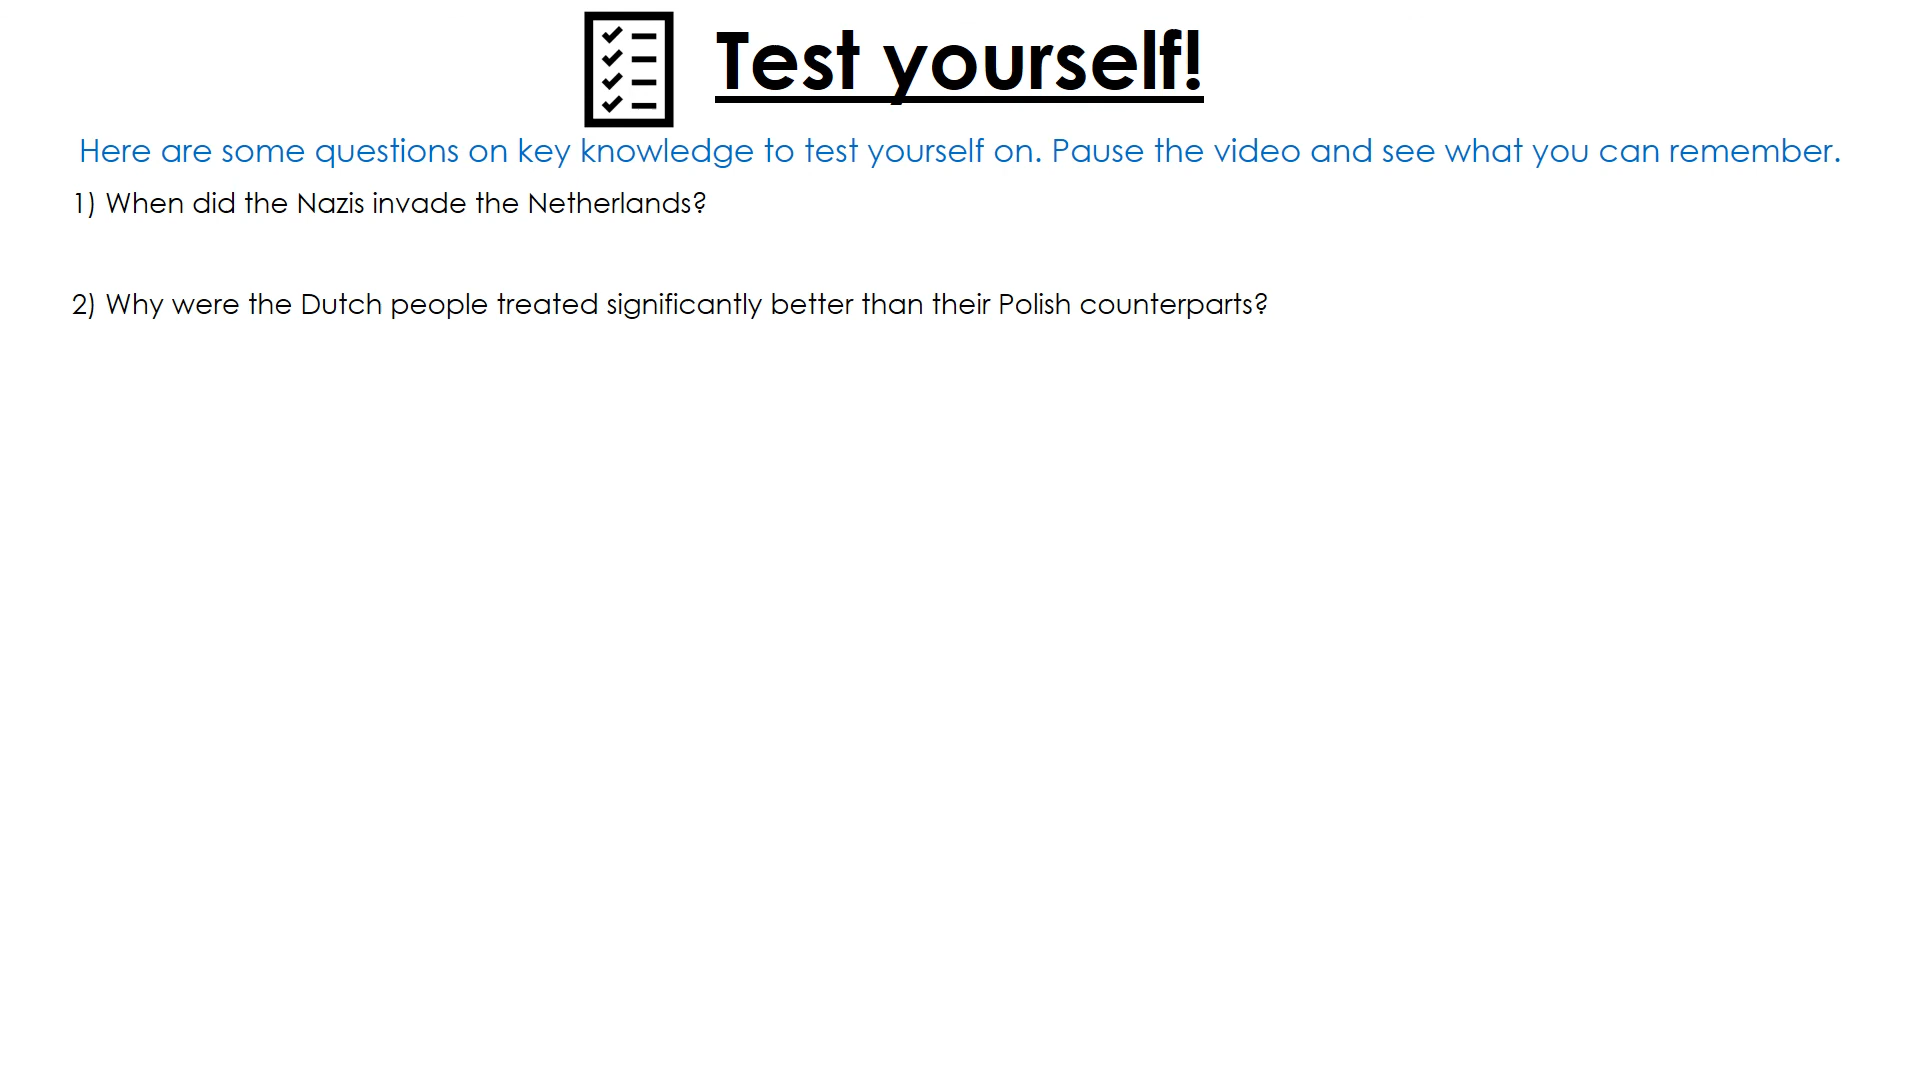 Test yourself!
Here are some questions on key knowledge to test yourself on. Pause the video and see what you can remember.
1) When did the Nazis invade the Netherlands?
2) Why were the Dutch people treated significantly better than their Polish counterparts?